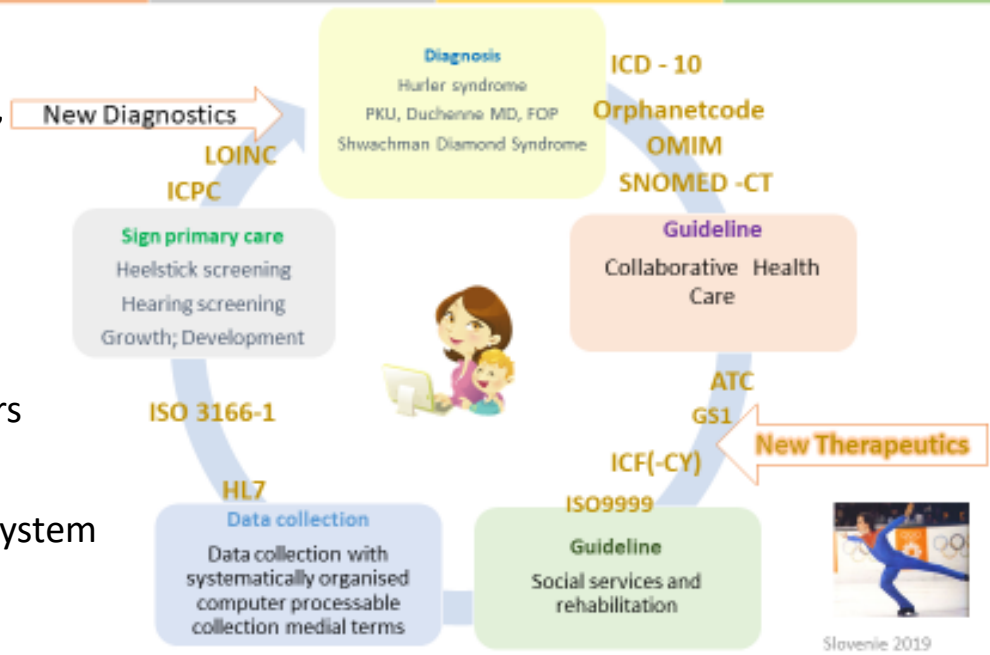 Diagnosis
Hurler syndrome
PKU, Duchenne MD, FOP
Shwachman Diamond Syndrome
New Diagnostics
LOINC
ICPC
ICD - 10
Orphanetcode
OMIM
SNOMED -CT
Sign primary care
Heelstick screening
Hearing screening
Growth; Development
Guideline
Collaborative Health
Care
rs
ISO 3166-1
ATC
GS1
New Therapeutics
ICF(-CY)
ISO9999
HL7
ystem
Data collection
Data collection with
systematically organised
computer processable
collection medial terms
Guideline
Social services and
rehabilitation
Slovenie 2019